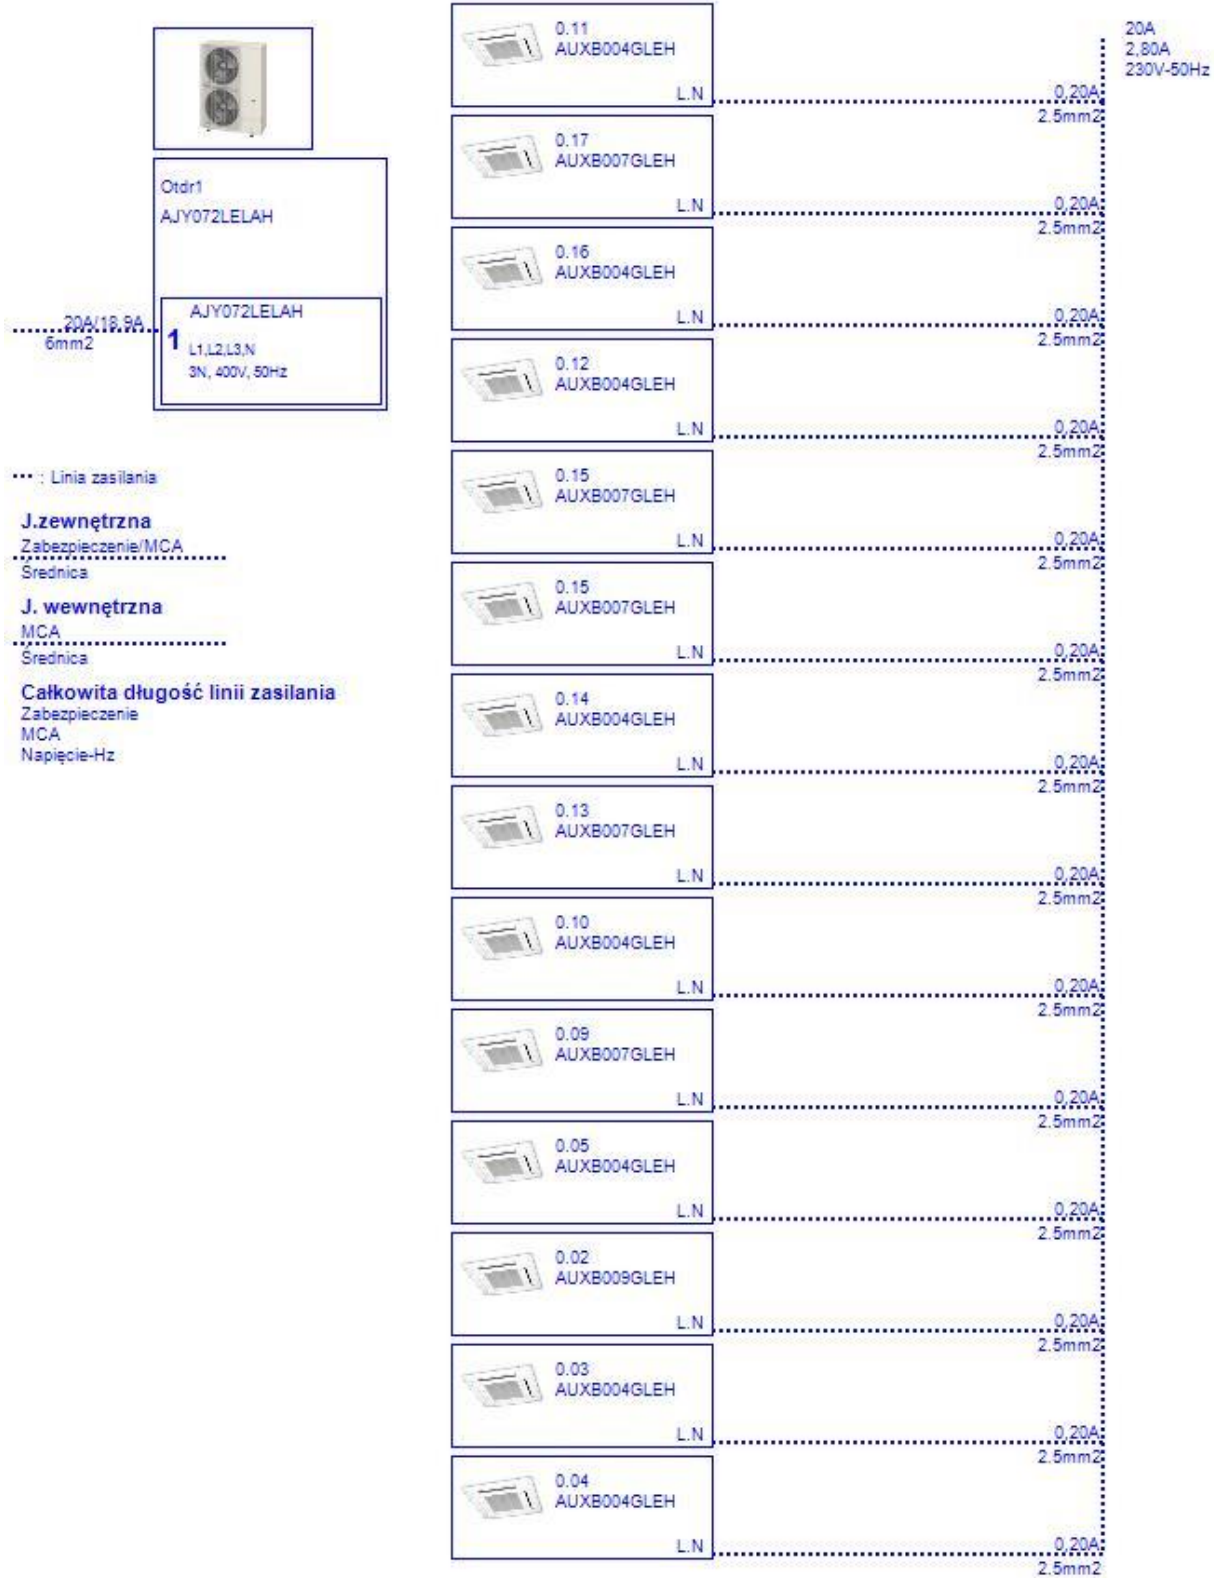 Otdr1
AJY072LELAH
20A/18.9A
6mm2
AJY072LELAH
1
L1,L2,L3,N
3N, 400V, 50Hz
: Linia zasilania
J.zewnętrzna
Zabezpieczenie/MCA
Średnica
J. wewnętrzna
MCA
Średnica
Całkowita długość linii zasilania
Zabezpieczenie
MCA
Napięcie-Hz
0.11
AUXB004GLEH
L.N
0,20A
2.5mm2
0.17
AUXB007GLEH
L.N
0,20A
2.5mm2
0.16
AUXB004GLEH
L.N
0,20A
2.5mm2
0.12
AUXB004GLEH
L.N
0,20A
2.5mm2
0.15
AUXB007GLEH
L.N
0,20A
2.5mm2
0.15
AUXB007GLEH
L.N
0,20A
2.5mm2
0.14
AUXB004GLEH
L.N
0,20A
2.5mm2
0.13
AUXB007GLEH
L.N
0,20A
2.5mm2
0.10
AUXB004GLEH
L.N
0,20A
2.5mm2
0.09
AUXB007GLEH
L.N
0,20A
2.5mm2
0.05
AUXB004GLEH
L.N
0,20A
2.5mm2
0.02
AUXB009GLEH
L.N
0,20A
2.5mm2
0.03
AUXB004GLEH
L.N
0,20A
2.5mm2
0.04
AUXB004GLEH
L.N
0,20A
2.5mm2
20A
2,80A
230V-50Hz